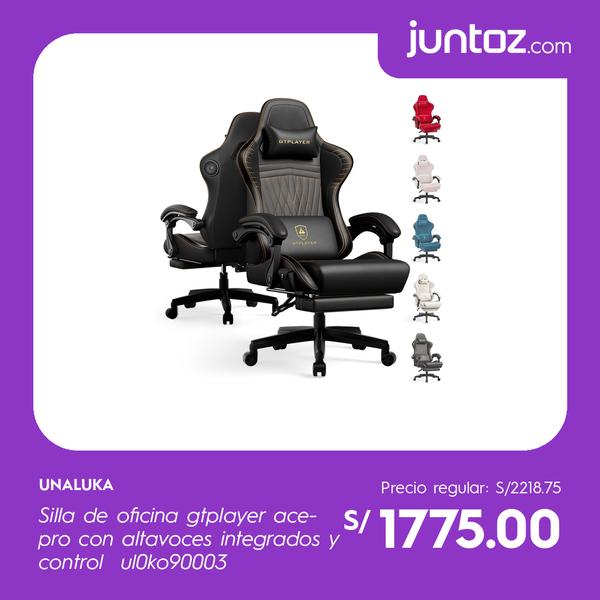 juntoz.com
GTPLAYER
GTPLAYER
UNALUKA
Precio regular: S/2218.75
Silla de oficina gtplayer ace-
pro con altavoces integrados y
control ul0ko90003
S/ 1775.00